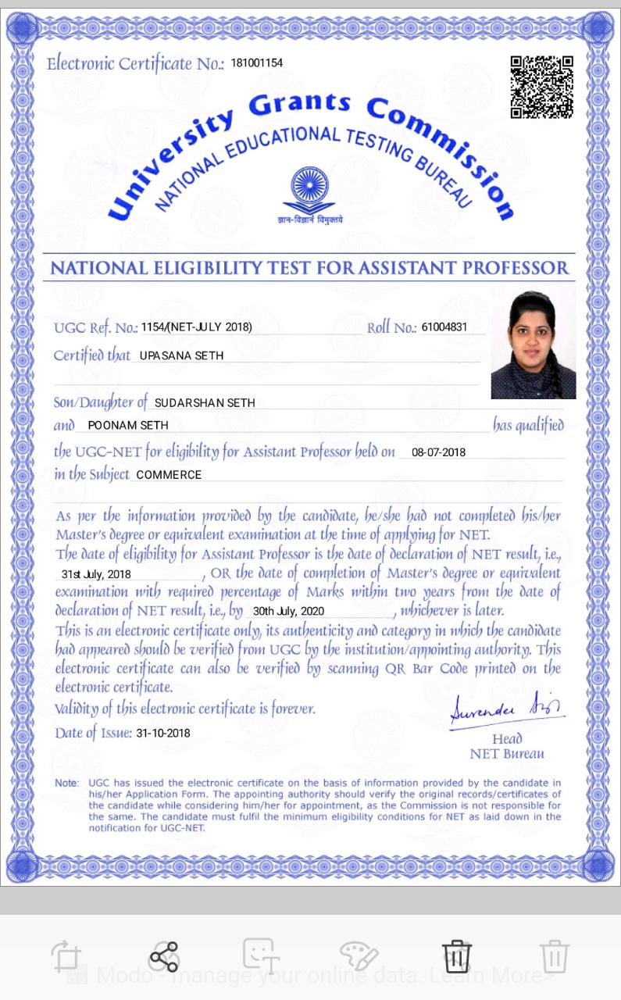 Electronic Certificate No.: 181001154
University Grants Commission
NATIONAL EDUCATIONAL TESTING BUREAU
ज्ञान-विज्ञानं विमुक्तये
NATIONAL ELIGIBILITY TEST FOR ASSISTANT PROFESSOR
UGC Ref. No.: 1154/(NET-JULY 2018) Roll No.: 61004831
Certified that UPASANA SETH
Son/Daughter of SUDARSHAN SETH
and POONAM SETH has qualified
the UGC-NET for eligibility for Assistant Professor held on 08-07-2018
in the Subject COMMERCE
As per the information provided by the candidate, he/she had not completed his/her
Master's degree or equivalent examination at the time of applying for NET.
The date of eligibility for Assistant Professor is the date of declaration of NET result, i.e.,
31st July, 2018, OR the date of completion of Master's degree or equivalent
examination with required percentage of Marks within two years from the date of
declaration of NET result, i.e., by 30th July, 2020, whichever is later.
This is an electronic certificate only, its authenticity and category in which the candidate
had appeared should be verified from UGC by the institution/appointing authority. This
electronic certificate can also be verified by scanning QR Bar Code printed on the
electronic certificate.
Validity of this electronic certificate is forever.
Date of Issue: 31-10-2018
Head
NET Bureau
Note: UGC has issued the electronic certificate on the basis of information provided by the candidate in
his/her Application Form. The appointing authority should verify the original records/certificates of
the candidate while considering him/her for appointment, as the Commission is not responsible for
the same. The candidate must fulfil the minimum eligibility conditions for NET as laid down in the
notification for UGC-NET.
Modo - manage your online data. Learn More>